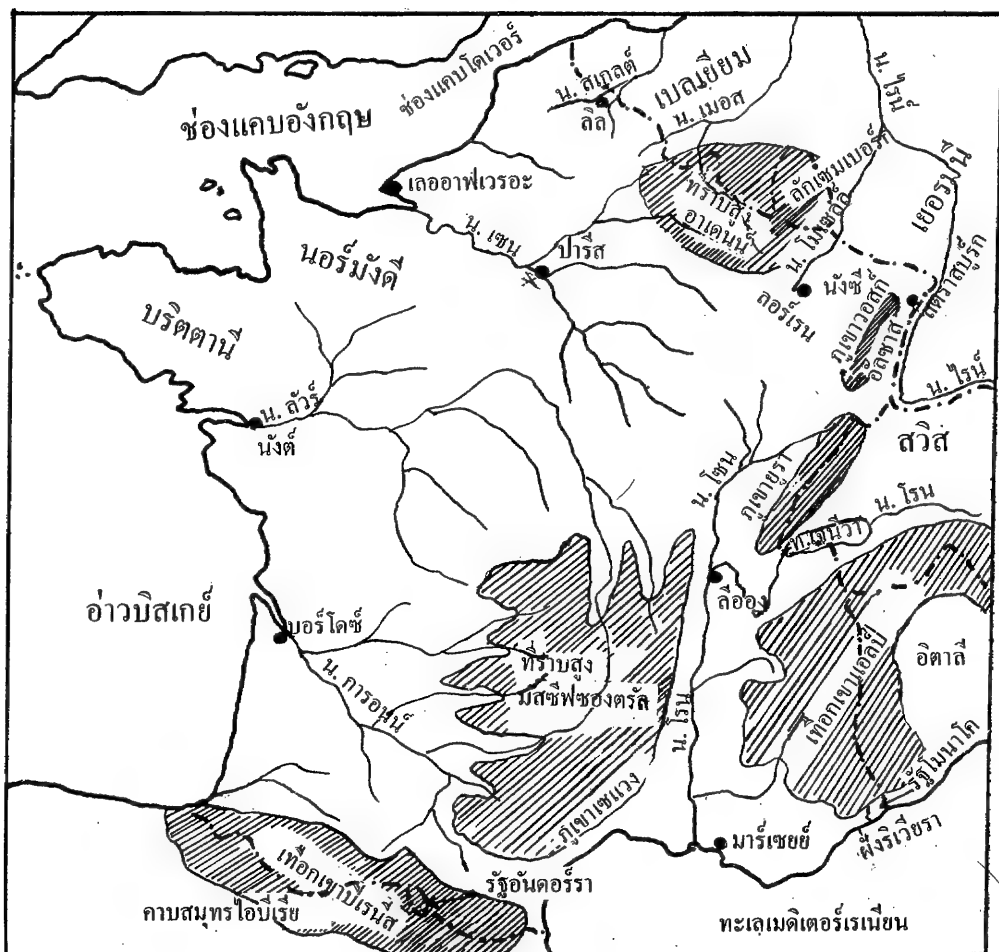 ช่องแคบโดเวอร์
น. สเกลต์
ลิล
เบลเยียม
น. เมอส
น. ไรน์
ช่องแคบอังกฤษ
เลออาฟเวรอะ
ที่ราบสูง
อาเดนน์
ลักเซมเบอร์ก
น. โมเซลล์
เยอรมนี
นอร์มังดี
น. เซน
ปารีส
ลอร์เรน
นังซี
สตราสบูร์ก
ภูเขาวอสก
อัลซาส
บริตตานี
น. ลัวร์
นังต์
น. ไรน์
สวิส
น. โซน
ภูเขายูรา
น. โรน
ท.เจนีวา
อ่าวบิสเกย์
บอร์โดซ์
น. คารอนน์
ที่ราบสูง
มสซีฟซองตรัล
ลีออง
น. โรน
เทือกเขาแอลป์
อิตาลี
รัฐโมนาโค
ภูเขาเซแวง
มาร์เซยย์
ฝั่งริเวียรา
เทือกเขาปิเรนีส
รัฐอันดอร์รา
คาบสมุทรไอบีเรีย
ทะเลเมดิเตอร์เรเนียน